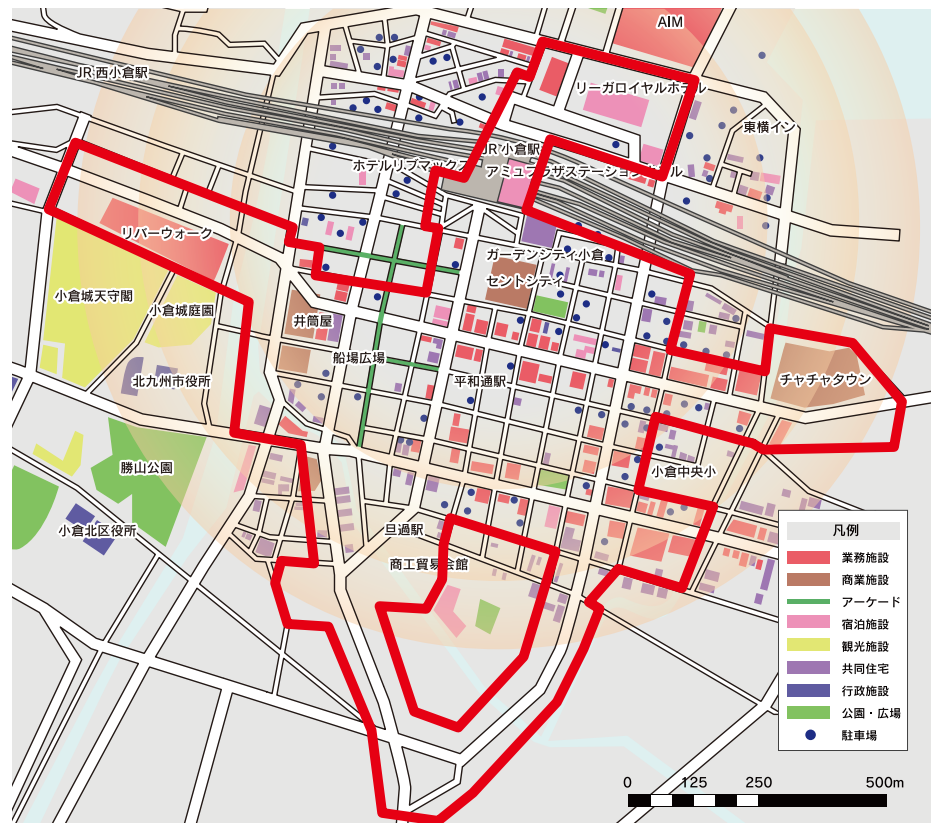 AIM
JR 西小倉駅
リーガロイヤルホテル
東横イン
JR 小倉駅
ホテルリブマックス
アミュプラザステーションホテル
リバーウォーク
ガーデンシティ小倉
セントシティ
小倉城天守閣
小倉城庭園
井筒屋
船場広場
北九州市役所
平和通駅
チャチャタウン
勝山公園
小倉中央小
小倉北区役所
旦過駅
商工貿易会館
凡例
業務施設
商業施設
アーケード
宿泊施設
観光施設
共同住宅
行政施設
公園・広場
駐車場
0 125 250 500m